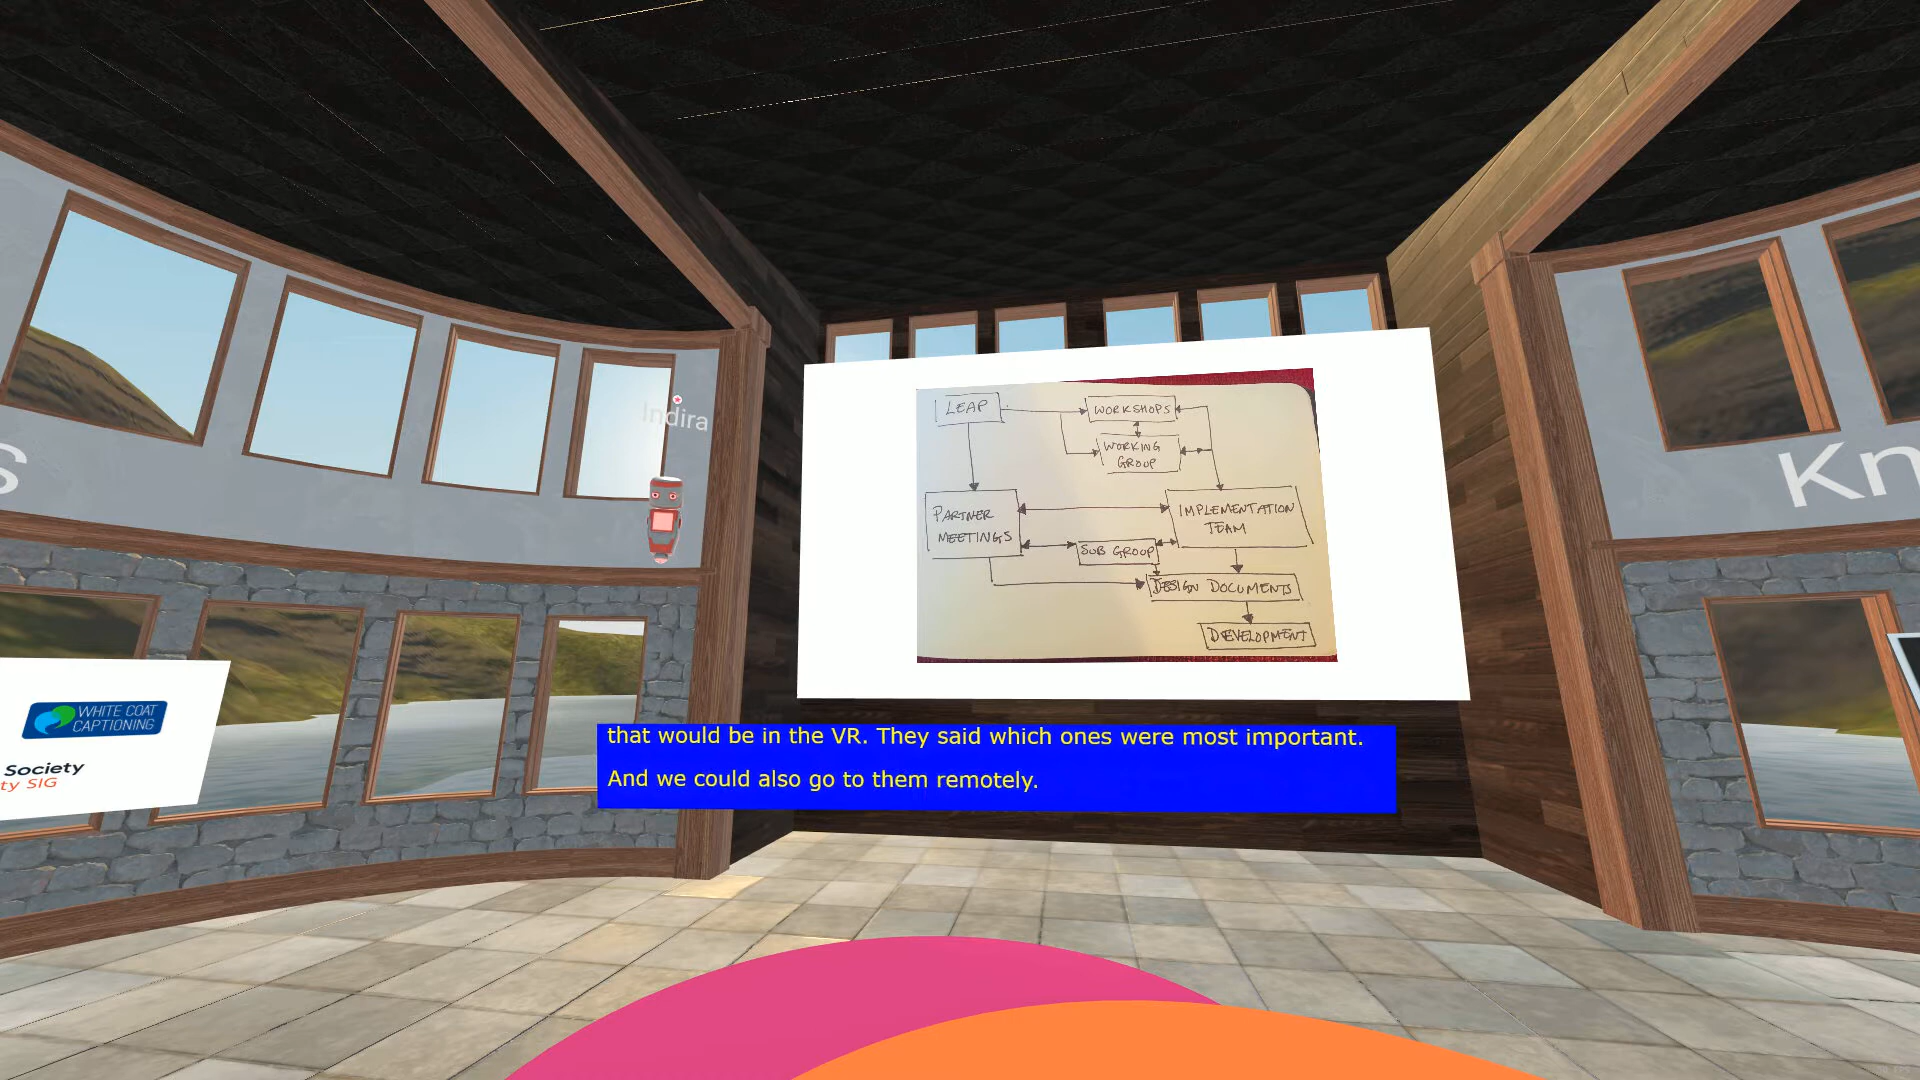 Indira
s
Kn
LEAP
WORKSHOPS
WORKING
GROUP
PARTNER
MEETINGS
IMPLEMENTATION
TEAM
SUB GROUP
DESIGN DOCUMENTS
DEVELOPMENT
WHITE COAT
CAPTIONING
Society
ty SIG
that would be in the VR. They said which ones were most important.
And we could also go to them remotely.